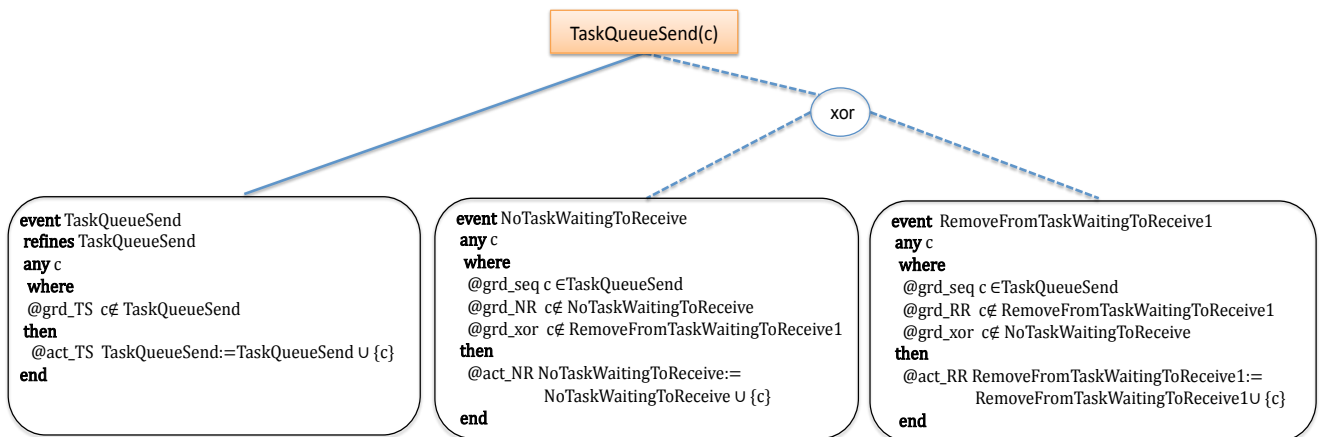 TaskQueueSend(c)
xor
event TaskQueueSend
refines TaskQueueSend
any c
where
@grd_TS c∉ TaskQueueSend
then
@act_TS TaskQueueSend:=TaskQueueSend ∪ {c}
end
event NoTaskWaitingToReceive
any c
where
@grd_seq c ∈TaskQueueSend
@grd_NR c∉ NoTaskWaitingToReceive
@grd_xor c∉ RemoveFromTaskWaitingToReceive1
then
@act_NR NoTaskWaitingToReceive:=
NoTaskWaitingToReceive ∪ {c}
end
event RemoveFromTaskWaitingToReceive1
any c
where
@grd_seq c ∈TaskQueueSend
@grd_RR c∉ RemoveFromTaskWaitingToReceive1
@grd_xor c∉ NoTaskWaitingToReceive
then
@act_RR RemoveFromTaskWaitingToReceive1:=
RemoveFromTaskWaitingToReceive1∪ {c}
end